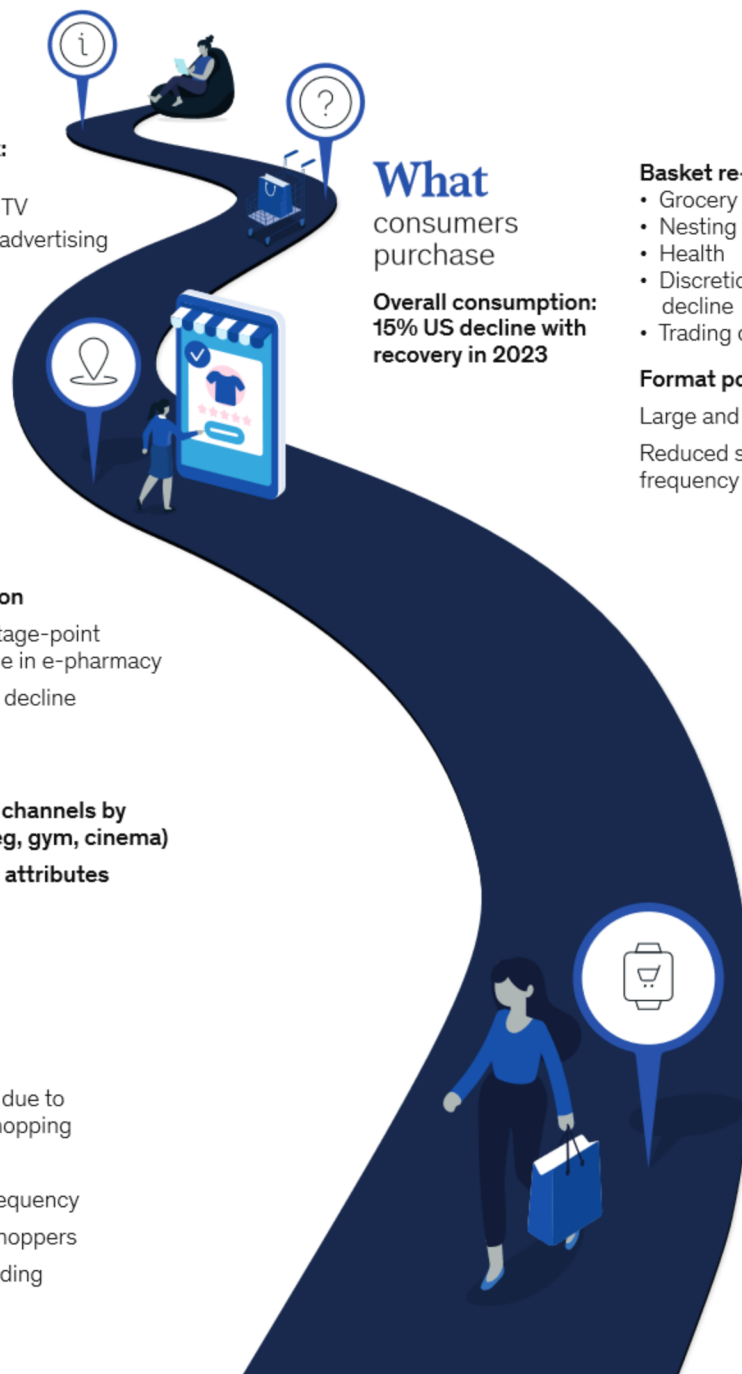 i
?
:
TV
advertising
What
consumers
purchase
Overall consumption:
15% US decline with
recovery in 2023
Basket re-
• Grocery
• Nesting
• Health
• Discretio
decline
• Trading
Format po
Large and
Reduced s
frequency
on
tage-point
e in e-pharmacy
decline
channels by
eg, gym, cinema)
attributes
due to
hopping
equency
hoppers
ding